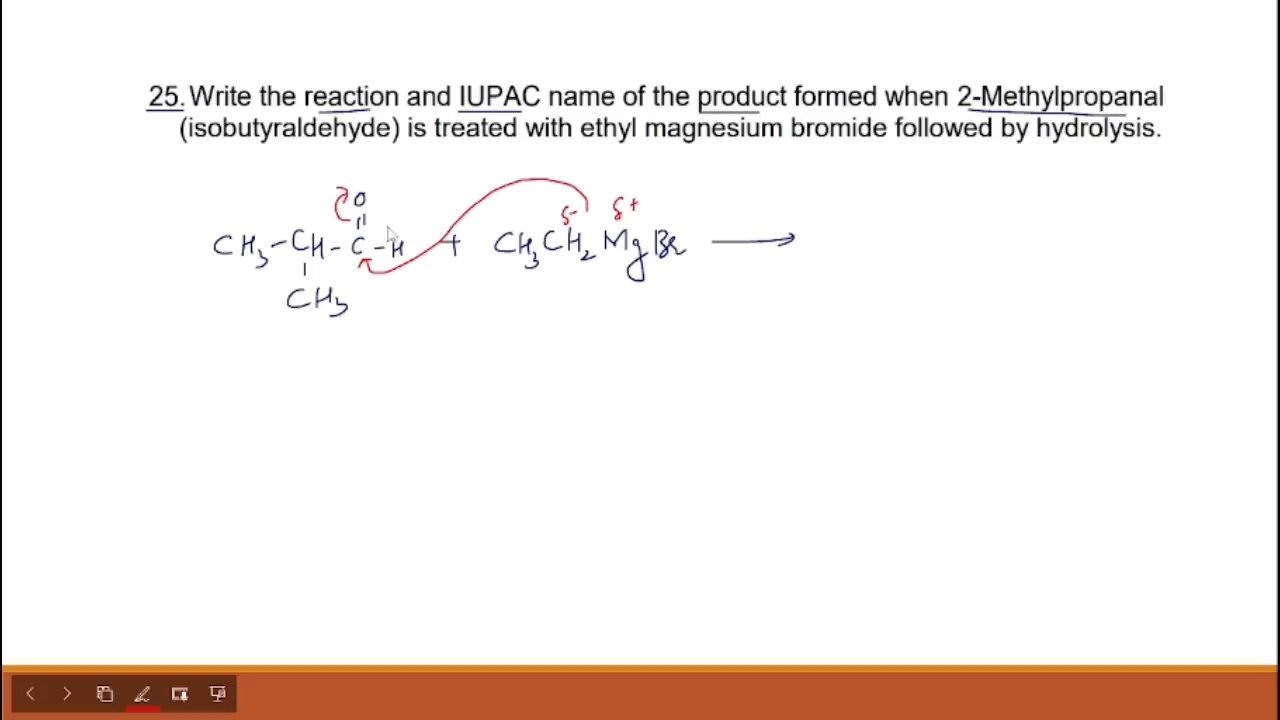 25. Write the reaction and IUPAC name of the product formed when 2-Methylpropanal
(isobutyraldehyde) is treated with ethyl magnesium bromide followed by hydrolysis.
O δ- δ+
CH3-CH-C-H + CH3CH2MgBr
CH3